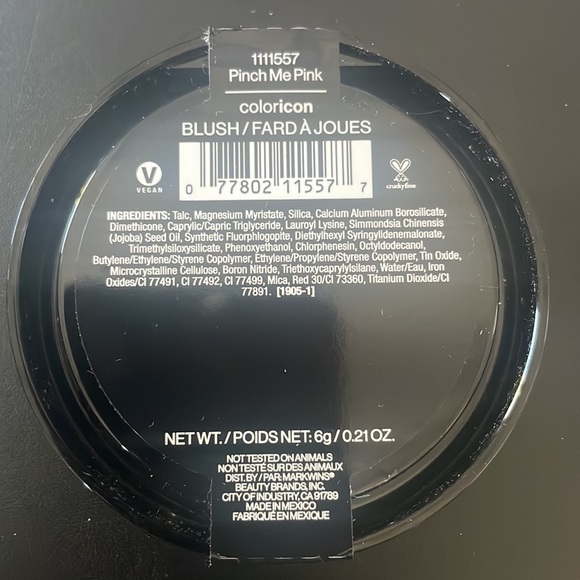 1111557
Pinch Me Pink
coloricon
BLUSH / FARD À JOUES
V
VEGAN
crueltyfree
0 77802 11557 7
INGREDIENTS: Talc, Magnesium Myristate, Silica, Calcium Aluminum Borosilicate,
Dimethicone, Caprylic/Capric Triglyceride, Lauroyl Lysine, Simmondsia Chinensis
(Jojoba) Seed Oil, Synthetic Fluorphlogopite, Diethylhexyl Syringylidenemalonate,
Trimethylsiloxysilicate, Phenoxyethanol, Chlorphenesin, Octyldodecanol,
Butylene/Ethylene/Styrene Copolymer, Ethylene/Propylene/Styrene Copolymer, Tin Oxide,
Microcrystalline Cellulose, Boron Nitride, Triethoxycaprylylsilane, Water/Eau, Iron
Oxides/CI 77491, CI 77492, CI 77499, Mica, Red 30/CI 73360, Titanium Dioxide/CI
77891. [1905-1]
NET WT. / POIDS NET: 6g / 0.21 OZ.
NOT TESTED ON ANIMALS
NON TESTÉ SUR DES ANIMAUX
DIST. BY / PAR: MARKWINS®
BEAUTY BRANDS, INC.
CITY OF INDUSTRY, CA 91789
MADE IN MEXICO
FABRIQUÉ EN MEXIQUE